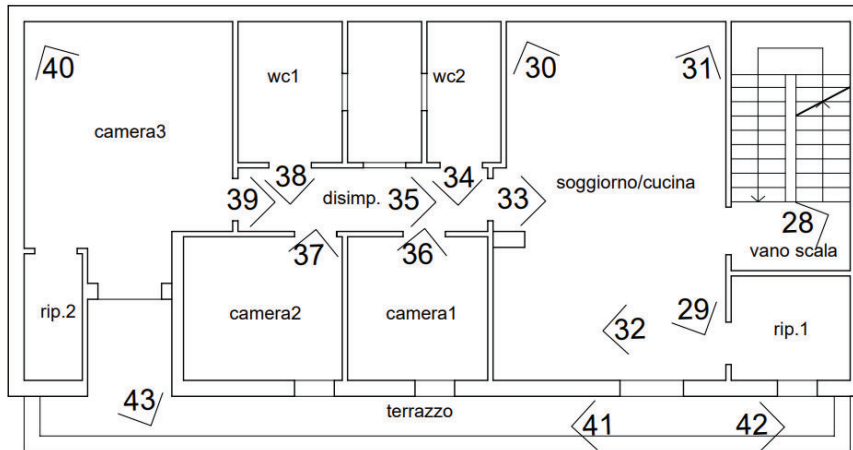 40
30
31
wc1
wc2
camera3
38
34
39
disimp.
35
33
soggiorno/cucina
28
37
36
vano scala
rip.2
camera2
camera1
32
29
rip.1
43
terrazzo
41
42